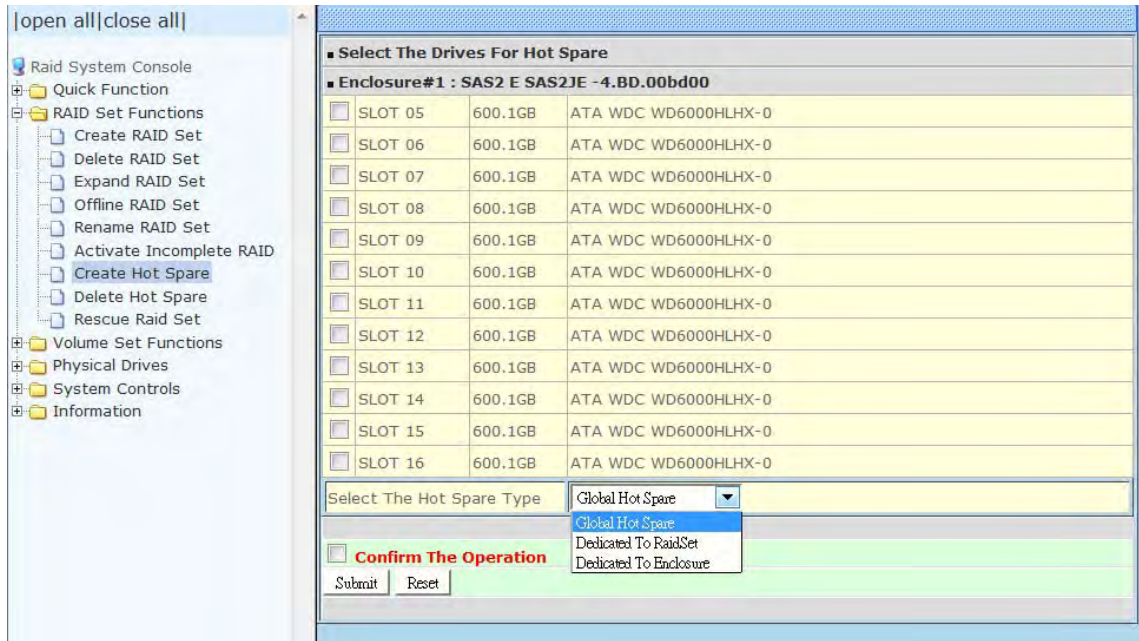 |open all|close all|
Raid System Console
Quick Function
RAID Set Functions
Create RAID Set
Delete RAID Set
Expand RAID Set
Offline RAID Set
Rename RAID Set
Activate Incomplete RAID
Create Hot Spare
Delete Hot Spare
Rescue Raid Set
Volume Set Functions
Physical Drives
System Controls
Information
Select The Drives For Hot Spare
Enclosure#1 : SAS2 E SAS2JE -4.BD.00bd00
SLOT 05 600.1GB ATA WDC WD6000HLHX-0
SLOT 06 600.1GB ATA WDC WD6000HLHX-0
SLOT 07 600.1GB ATA WDC WD6000HLHX-0
SLOT 08 600.1GB ATA WDC WD6000HLHX-0
SLOT 09 600.1GB ATA WDC WD6000HLHX-0
SLOT 10 600.1GB ATA WDC WD6000HLHX-0
SLOT 11 600.1GB ATA WDC WD6000HLHX-0
SLOT 12 600.1GB ATA WDC WD6000HLHX-0
SLOT 13 600.1GB ATA WDC WD6000HLHX-0
SLOT 14 600.1GB ATA WDC WD6000HLHX-0
SLOT 15 600.1GB ATA WDC WD6000HLHX-0
SLOT 16 600.1GB ATA WDC WD6000HLHX-0
Select The Hot Spare Type Global Hot Spare
Global Hot Spare
Dedicated To RaidSet
Dedicated To Enclosure
Confirm The Operation
Submit Reset